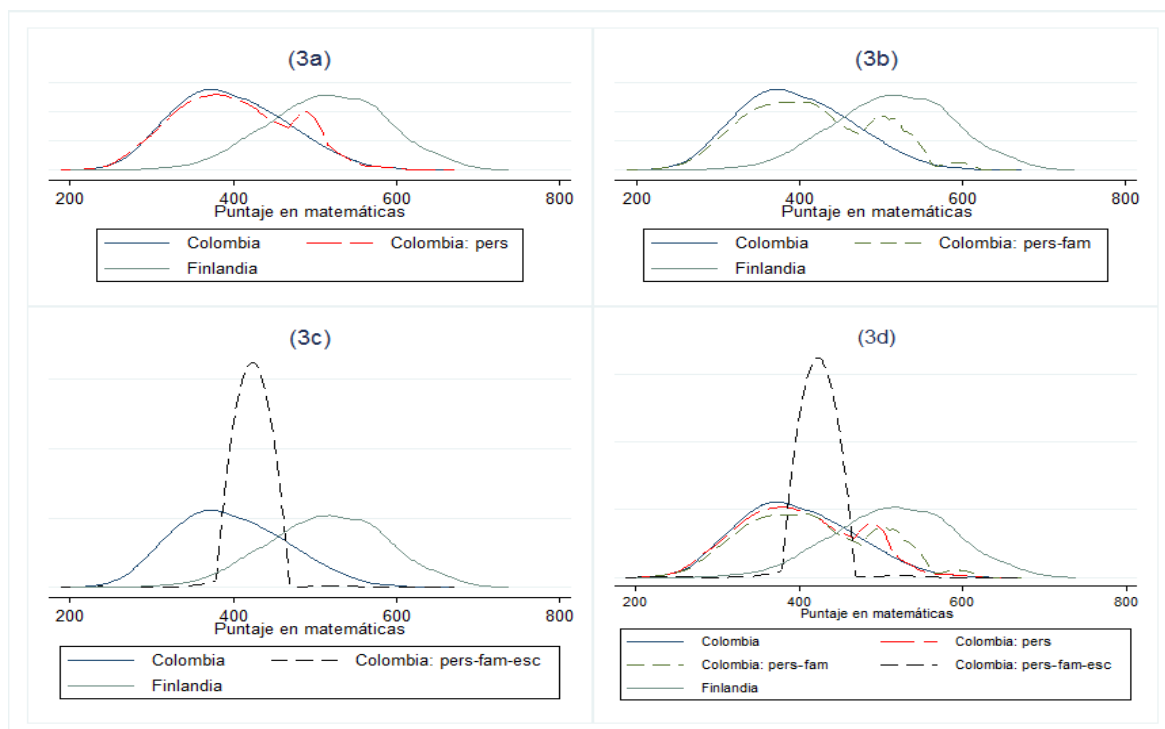 (3a)
200 400 600 800
Puntaje en matemáticas
Colombia Colombia: pers
Finlandia
(3b)
200 400 600 800
Puntaje en matemáticas
Colombia Colombia: pers-fam
Finlandia
(3c)
200 400 600 800
Puntaje en matemáticas
Colombia Colombia: pers-fam-esc
Finlandia
(3d)
200 400 600 800
Puntaje en matemáticas
Colombia Colombia: pers
Colombia: pers-fam Colombia: pers-fam-esc
Finlandia